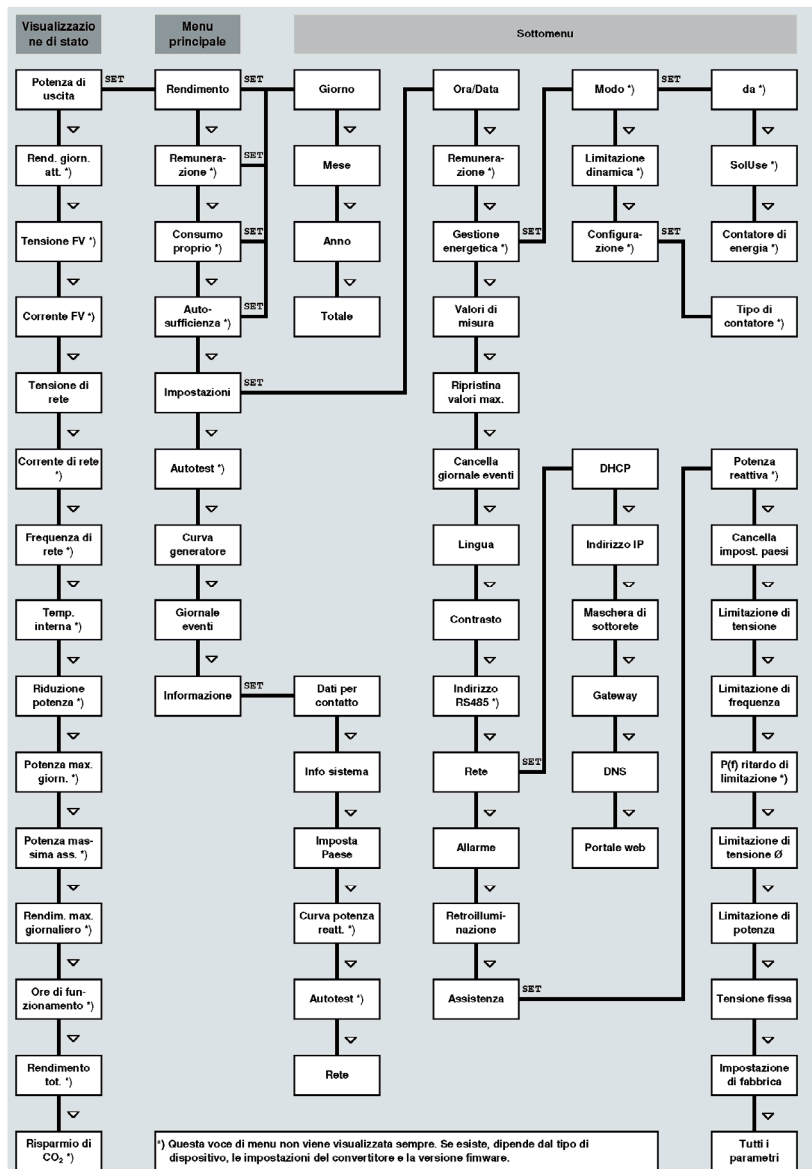 Visualizzazio
ne di stato
Menu
principale
Sottomenu
Potenza di
uscita
SET
Rendimento
SET
Giorno
Ora/Data
Modo *)
SET
da *)
Rend. giorn.
att. *)
Remunera-
zione *)
SET
Mese
Remunera-
zione *)
Limitazione
dinamica *)
SolUse *)
Tensione FV *)
Consumo
proprio *)
SET
Anno
Gestione
energetica *)
SET
Configura-
zione *)
SET
Contatore di
energia *)
Corrente FV *)
Auto-
sufficienza *)
SET
Totale
Valori di
misura
Tipo di
contatore *)
Tensione di
rete
Impostazioni
SET
Ripristina
valori max.
Corrente di rete
*)
Autotest *)
Cancella
giornale eventi
DHCP
Potenza
reattiva *)
Frequenza di
rete *)
Curva
generatore
Lingua
Indirizzo IP
Cancella
impost. paesi
Temp.
interna *)
Giornale
eventi
Contrasto
Maschera di
sottorete
Limitazione di
tensione
Riduzione
potenza *)
Informazione
SET
Dati per
contatto
Indirizzo
RS485 *)
Gateway
Limitazione di
frequenza
Potenza max.
giorn. *)
Info sistema
Rete
SET
DNS
P(f) ritardo di
limitazione *)
Potenza mas-
sima ass. *)
Imposta
Paese
Allarme
Portale web
Limitazione di
tensione Ø
Rendim. max.
giornaliero *)
Curva potenza
reatt. *)
Retroillumi-
nazione
Limitazione di
potenza
Ore di fun-
zionamento *)
Autotest *)
Assistenza
SET
Tensione fissa
Rendimento
tot. *)
Rete
Impostazione
di fabbrica
Risparmio di
CO₂ *)
*) Questa voce di menu non viene visualizzata sempre. Se esiste, dipende dal tipo di
dispositivo, le impostazioni del convertitore e la versione fimware.
Tutti i
parametri